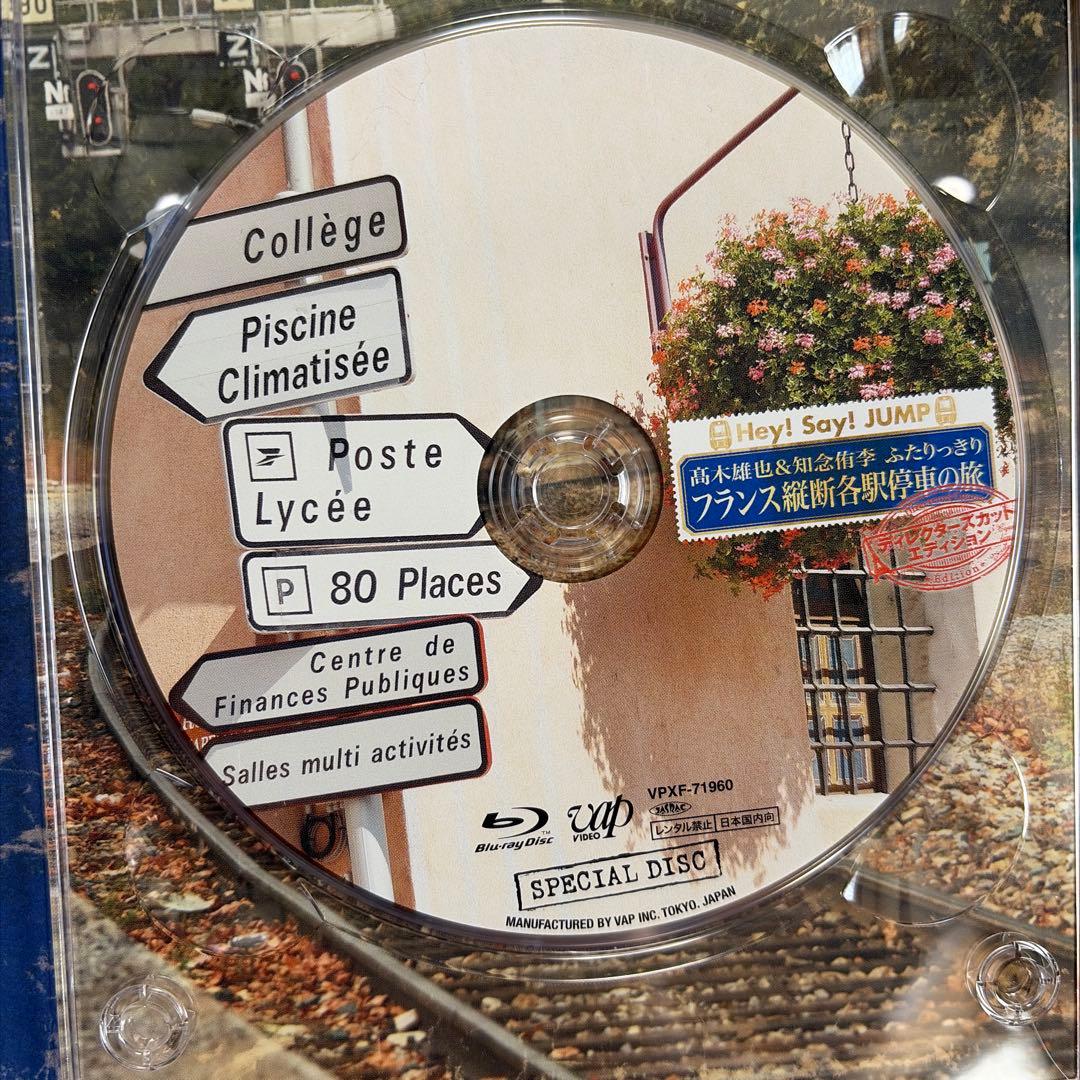 Z
Nf
Z
Nf
Collège
Piscine
Climatisée
Poste
Lycée
P 80 Places
Centre de
Finances Publiques
Salles multi activités
Hey! Say! JUMP
髙木雄也&知念侑李 ふたりっきり
フランス縦断各駅停車の旅
ディレクターズカット
エディション
Edition
VPXF-71960
Blu-ray Disc™
vap
VIDEO
レンタル禁止 日本国内向
SPECIAL DISC
MANUFACTURED BY VAP INC. TOKYO. JAPAN